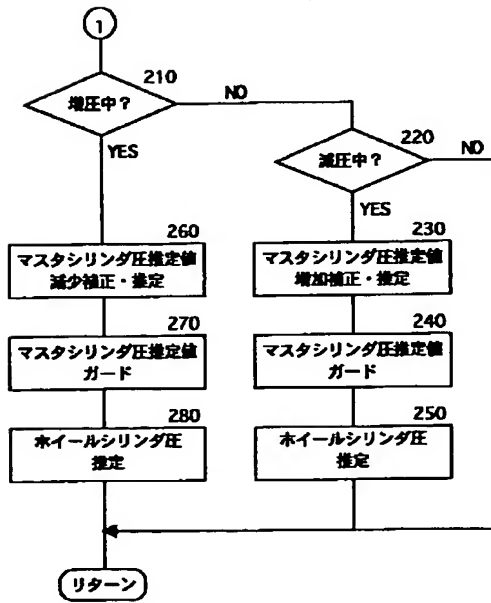 1
210
増圧中?
NO
YES
220
減圧中?
NO
YES
260
マスタシリンダ圧推定値
減少補正・推定
230
マスタシリンダ圧推定値
増加補正・推定
270
マスタシリンダ圧推定値
ガード
240
マスタシリンダ圧推定値
ガード
280
ホイールシリンダ圧
推定
250
ホイールシリンダ圧
推定
リターン